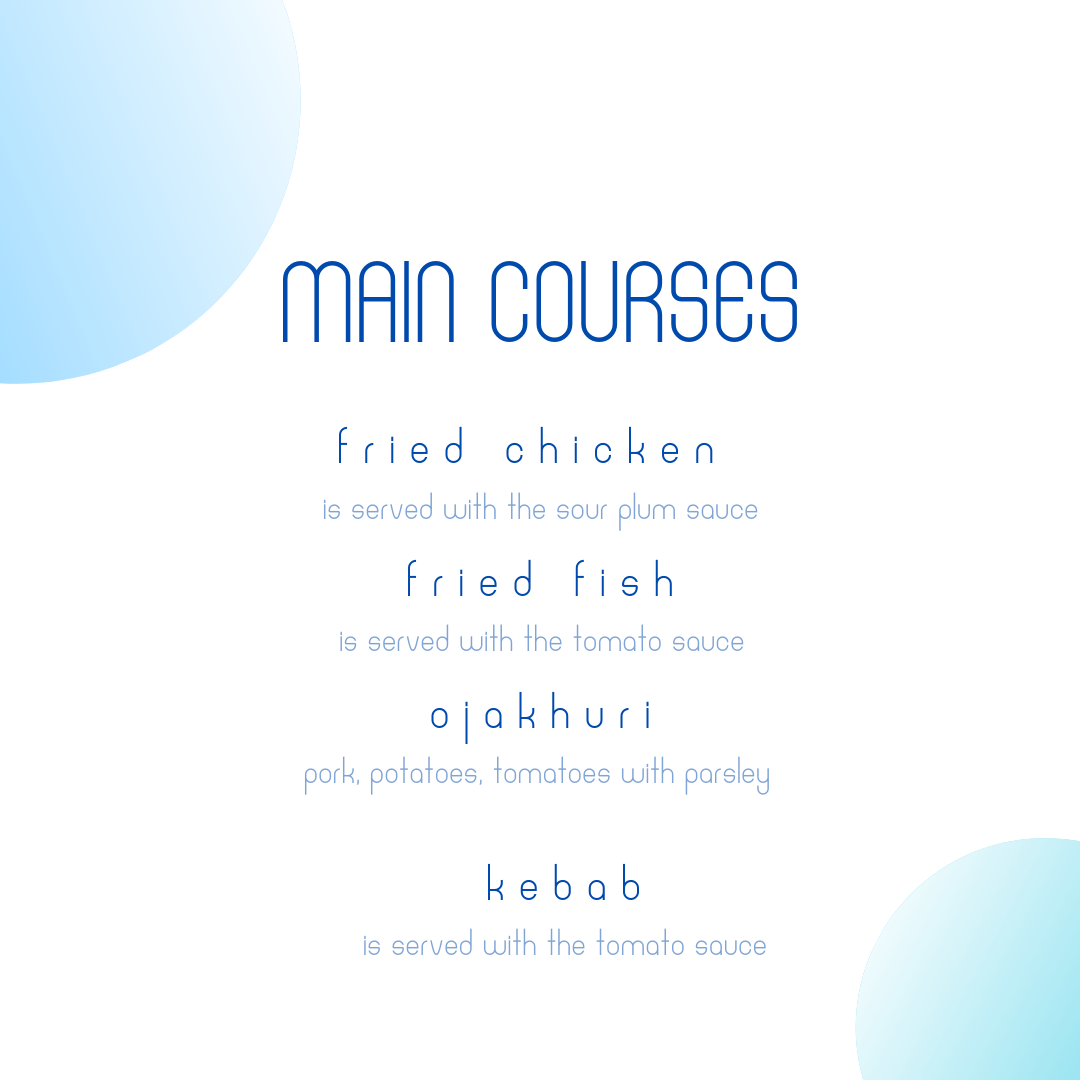 MAIN COURSES
fried chicken
is served with the sour plum sauce
fried fish
is served with the tomato sauce
ojakhuri
pork, potatoes, tomatoes with parsley
kebab
is served with the tomato sauce